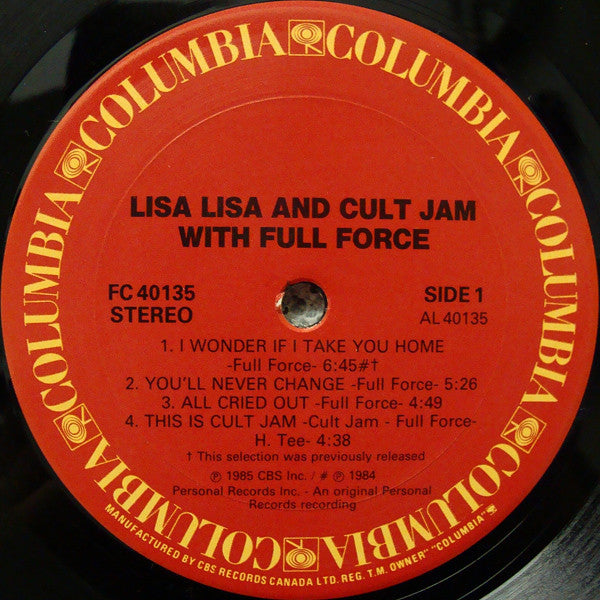 COLUMBIA COLUMBIA COLUMBIA COLUMBIA COLUMBIA COLUMBIA
LISA LISA AND CULT JAM
WITH FULL FORCE
FC 40135
STEREO
SIDE 1
AL 40135
1. I WONDER IF I TAKE YOU HOME
-Full Force- 6:45#†
2. YOU'LL NEVER CHANGE -Full Force- 5:26
3. ALL CRIED OUT -Full Force- 4:49
4. THIS IS CULT JAM -Cult Jam - Full Force-
H. Tee- 4:38
† This selection was previously released
℗ 1985 CBS Inc. / # ℗ 1984
Personal Records Inc. - An original Personal
Records recording
MANUFACTURED BY CBS RECORDS CANADA LTD. REG. T.M. OWNER" "COLUMBIA"